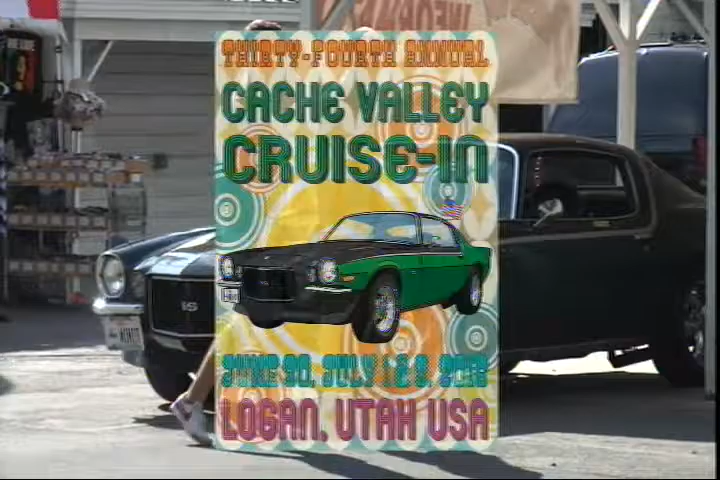 THIRTY-FOURTH ANNUAL
CACHE VALLEY
CRUISE-IN
JUNE 30, JULY 1 & 2, 2016
LOGAN, UTAH USA